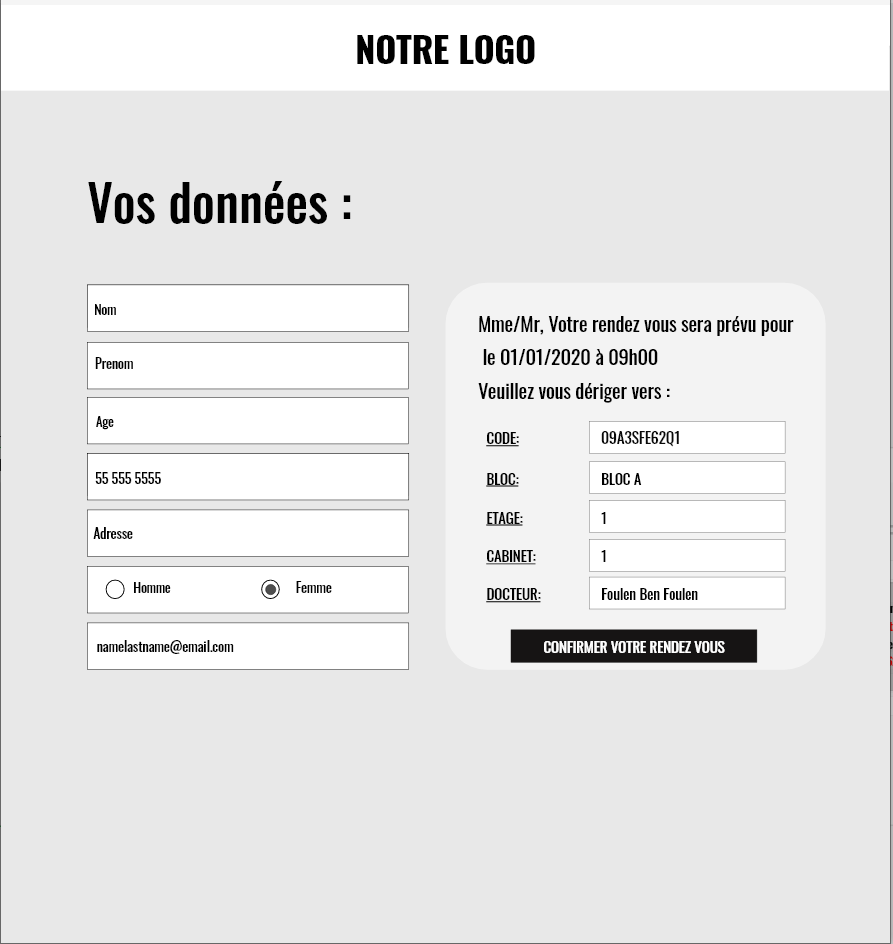 NOTRE LOGO
Vos données :
Nom
Prenom
Age
55 555 5555
Adresse
Homme Femme
namelastname@email.com
Mme/Mr, Votre rendez vous sera prévu pour
le 01/01/2020 à 09h00
Veuillez vous dériger vers :
CODE: 09A3SFE62Q1
BLOC: BLOC A
ETAGE: 1
CABINET: 1
DOCTEUR: Foulen Ben Foulen
CONFIRMER VOTRE RENDEZ VOUS